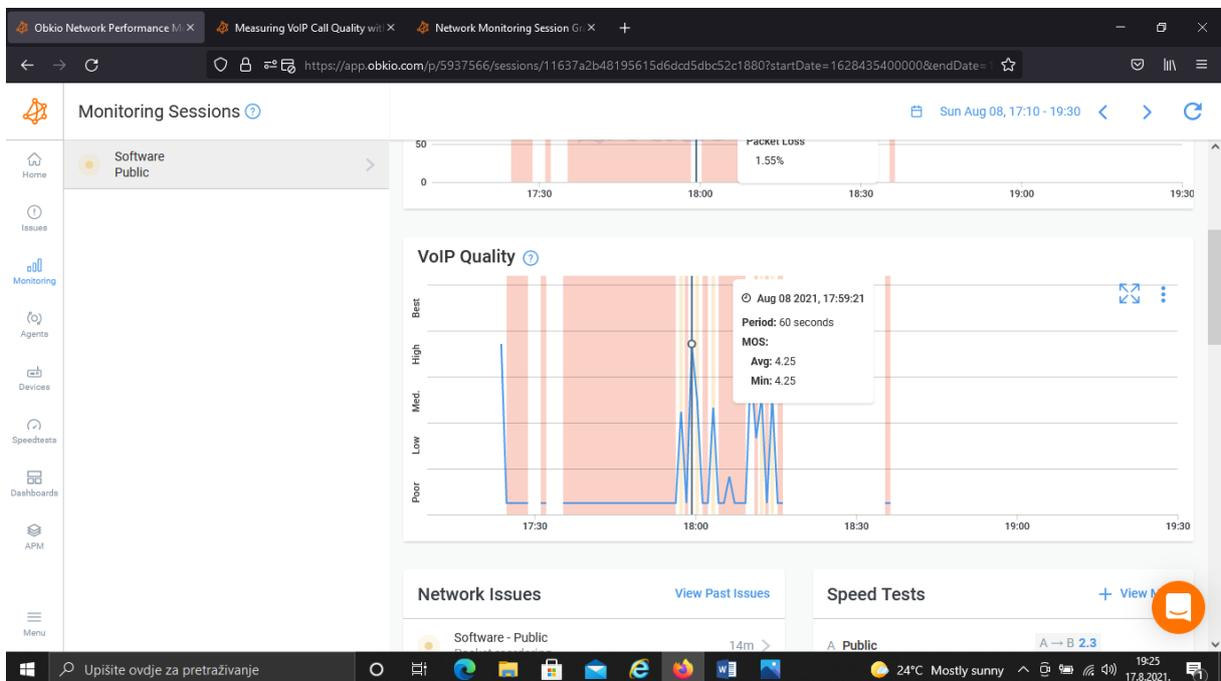 Obkio Network Performance M
Measuring VoIP Call Quality wit
Network Monitoring Session Gr
https://app.obkio.com/p/5937566/sessions/11637a2b48195615d6dcd5dbc52c1880?startDate=1628435400000&endDate=1
Monitoring Sessions
Sun Aug 08, 17:10 - 19:30
Home
Issues
Monitoring
Agents
Devices
Speedtests
Dashboards
APM
Menu
Software
Public
50
0
Packet Loss
1.55%
17:30 18:00 18:30 19:00 19:30
VoIP Quality
Best
High
Med.
Low
Poor
Aug 08 2021, 17:59:21
Period: 60 seconds
MOS:
Avg: 4.25
Min: 4.25
17:30 18:00 18:30 19:00 19:30
Network Issues View Past Issues
Software - Public 14m
Packet reordering
Speed Tests + View M
A Public A → B 2.3
Upišite ovdje za pretraživanje
24°C Mostly sunny
19:25
17.8.2021.
1